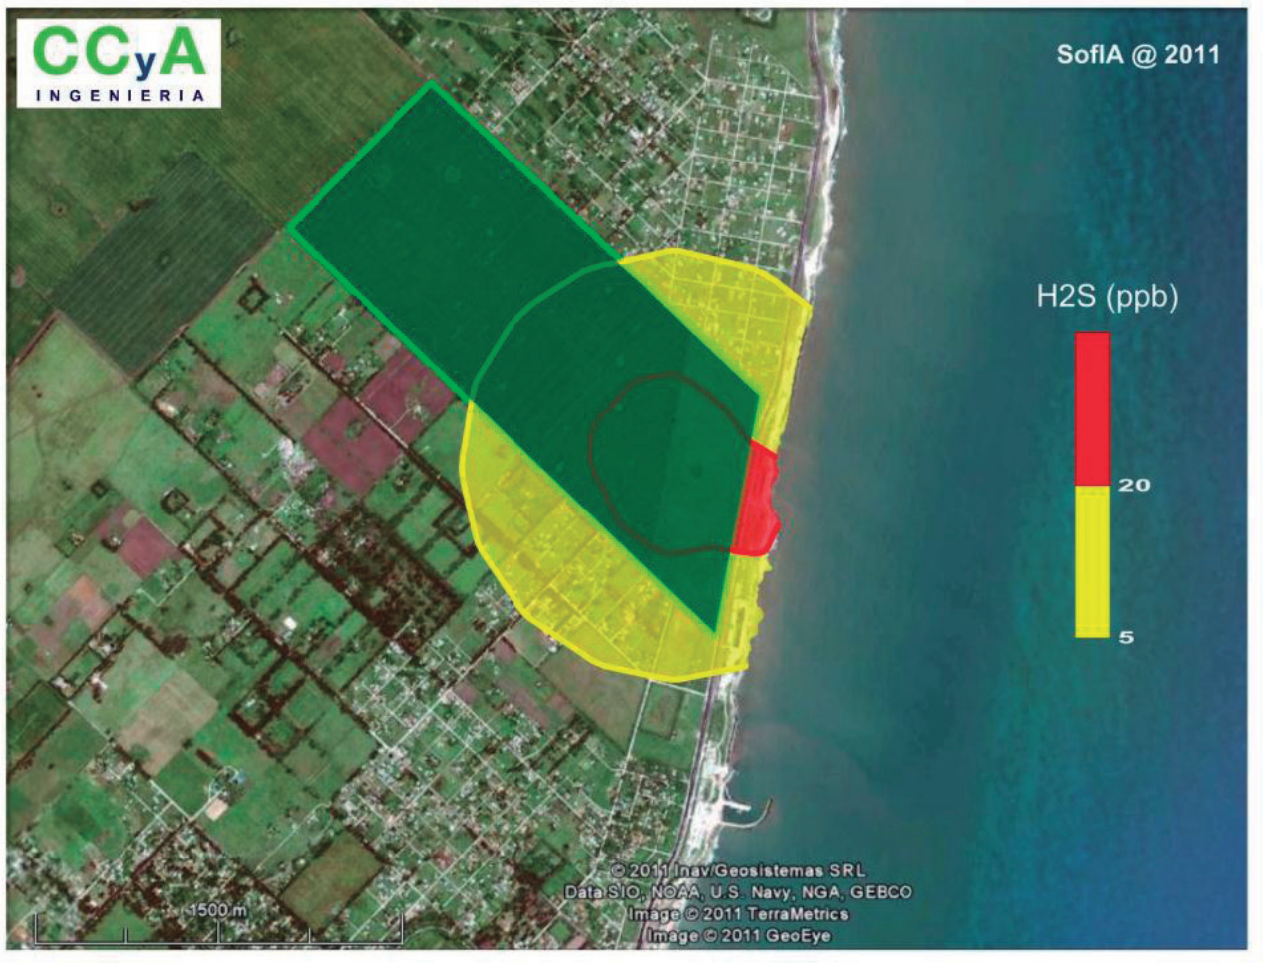 CCyA
INGENIERIA
SofIA @ 2011
H2S (ppb)
20
5
1500 m
© 2011 Inav/Geosistemas SRL
Data SIO, NOAA, U.S. Navy, NGA, GEBCO
Image © 2011 TerraMetrics
Image © 2011 GeoEye